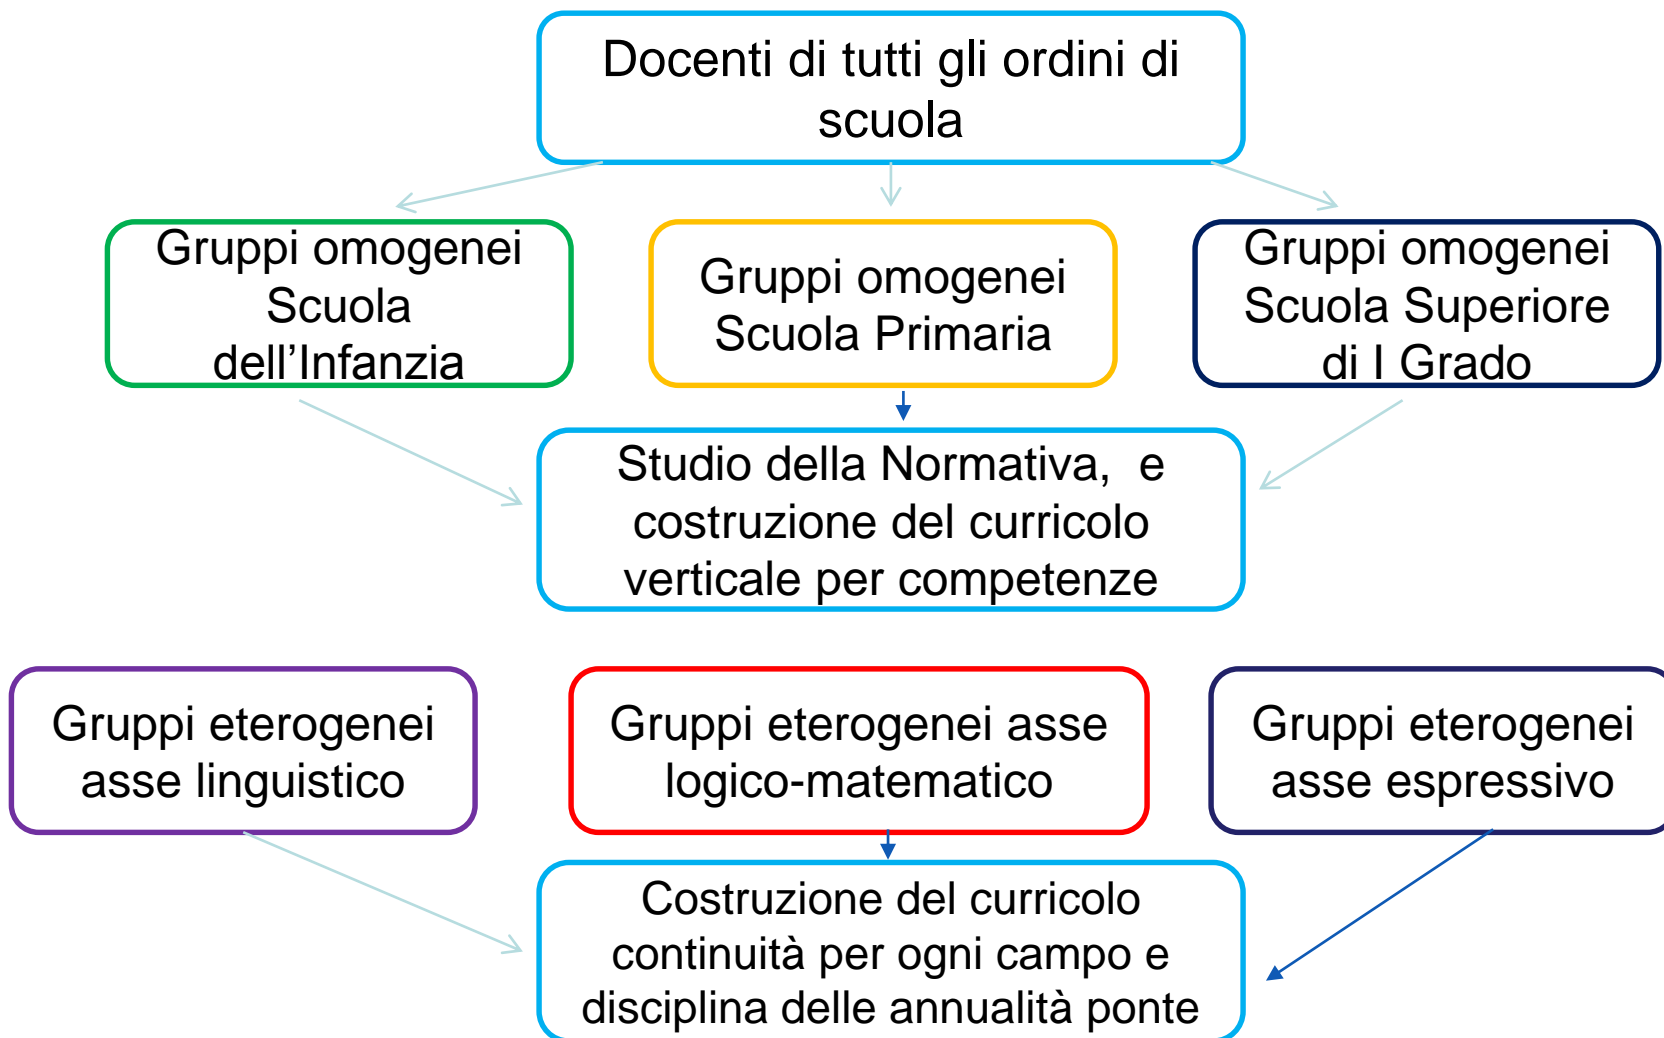 Docenti di tutti gli ordini di
scuola
Gruppi omogenei
Scuola
dell’Infanzia
Gruppi omogenei
Scuola Primaria
Gruppi omogenei
Scuola Superiore
di I Grado
Studio della Normativa,  e
costruzione del curricolo
verticale per competenze
Gruppi eterogenei
asse linguistico
Gruppi eterogenei asse
logico-matematico
Gruppi eterogenei
asse espressivo
Costruzione del curricolo
continuità per ogni campo e
disciplina delle annualità ponte